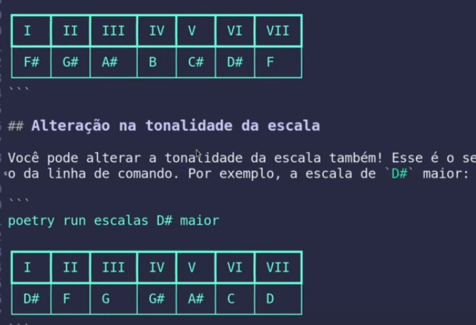 I II III IV V VI VII
F# G# A# B C# D# F
```
## Alteração na tonalidade da escala
Você pode alterar a tonalidade da escala também! Esse é o se
o da linha de comando. Por exemplo, a escala de `D#` maior:
```
poetry run escalas D# maior
I II III IV V VI VII
D# F G G# A# C D
```